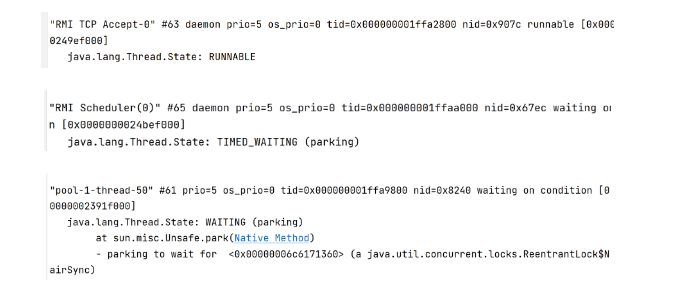 "RMI TCP Accept-0" #63 daemon prio=5 os_prio=0 tid=0x000000001ffa2800 nid=0x907c runnable [0x000
0249ef000]
java.lang.Thread.State: RUNNABLE
"RMI Scheduler(0)" #65 daemon prio=5 os_prio=0 tid=0x000000001ffaa000 nid=0x67ec waiting on
n [0x0000000024bef000]
java.lang.Thread.State: TIMED_WAITING (parking)
"pool-1-thread-50" #61 prio=5 os_prio=0 tid=0x000000001ffa9800 nid=0x8240 waiting on condition [0
0000002391f000]
java.lang.Thread.State: WAITING (parking)
at sun.misc.Unsafe.park(Native Method)
- parking to wait for <0x00000006c6171360> (a java.util.concurrent.locks.ReentrantLock$N
airSync)